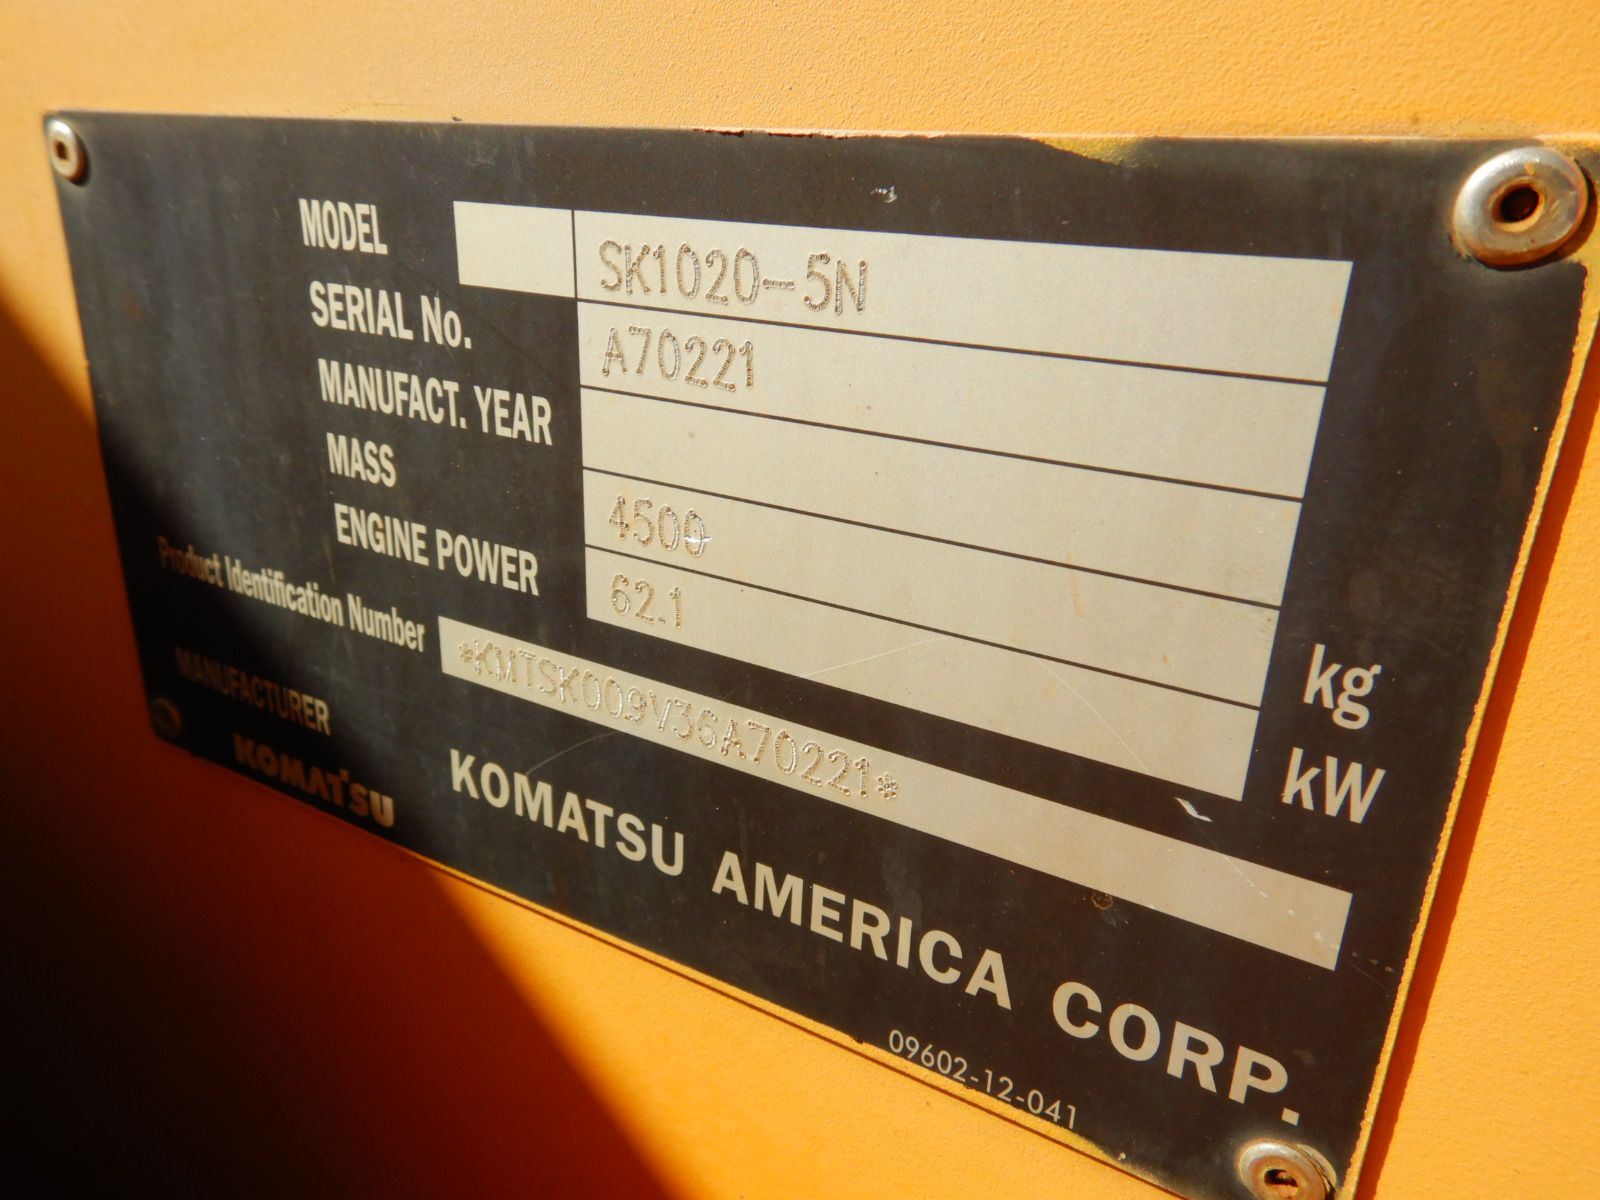 MODEL SK1020-5N
SERIAL No. A70221
MANUFACT. YEAR
MASS 4500 kg
ENGINE POWER 62.1 kW
Product Identification Number *KMTSK009V36A70221*
MANUFACTURER
KOMATSU KOMATSU AMERICA CORP.
09602-12-041